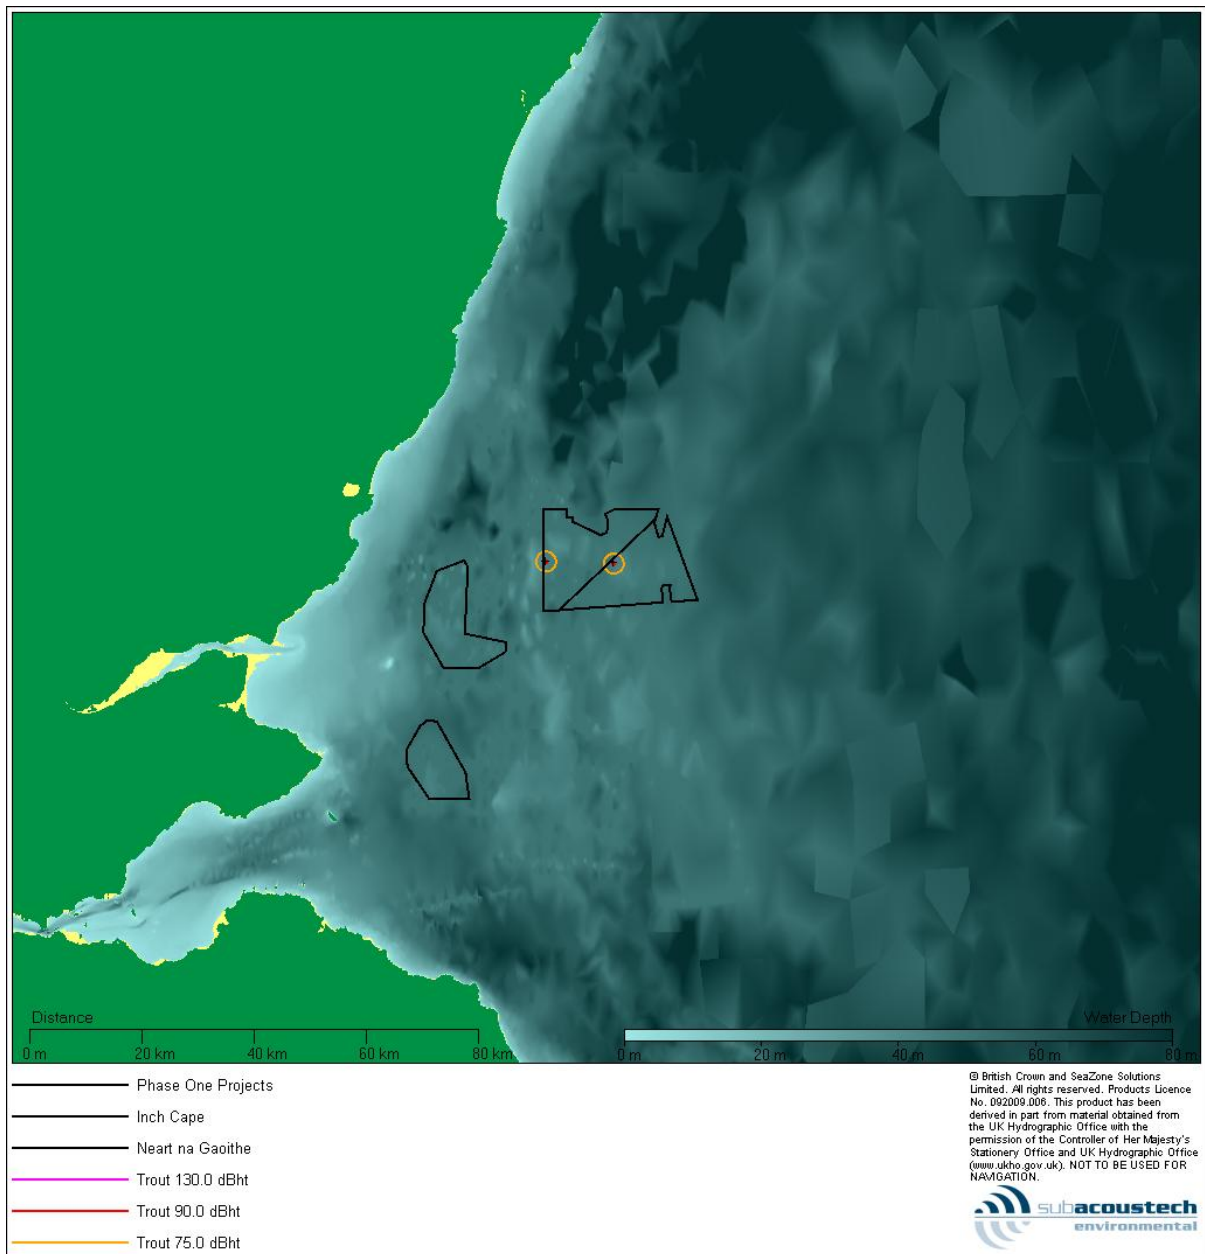 Distance
0 m 20 km 40 km 60 km 80 km
Water Depth
0 m 20 m 40 m 60 m 80 m
Phase One Projects
Inch Cape
Neart na Gaoithe
Trout 130.0 dBht
Trout 90.0 dBht
Trout 75.0 dBht
© British Crown and SeaZone Solutions
Limited. All rights reserved. Products Licence
No. 092009.006. This product has been
derived in part from material obtained from
the UK Hydrographic Office with the
permission of the Controller of Her Majesty's
Stationery Office and UK Hydrographic Office
(www.ukho.gov.uk). NOT TO BE USED FOR
NAVIGATION.
subacoustech
environmental